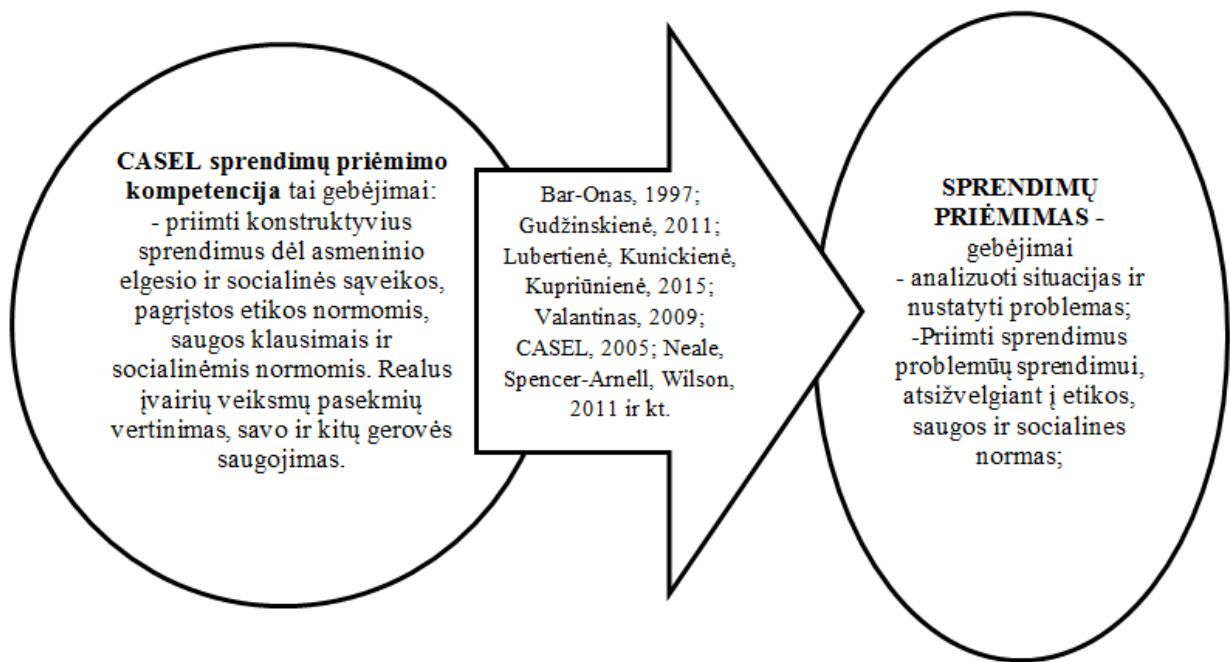 CASEL sprendimų priėmimo
kompetencija tai gebėjimai:
- priimti konstruktyvius
sprendimus dėl asmeninio
elgesio ir socialinės sąveikos,
pagrįstos etikos normomis,
saugos klausimais ir
socialinėmis normomis. Realus
įvairių veiksmų pasekmių
vertinimas, savo ir kitų gerovės
saugojimas.
Bar-Onas, 1997;
Gudžinskienė, 2011;
Lubertienė, Kunickienė,
Kupriūnienė, 2015;
Valantinas, 2009;
CASEL, 2005; Neale,
Spencer-Arnell, Wilson,
2011 ir kt.
SPRENDIMŲ
PRIĖMIMAS -
gebėjimai
- analizuoti situacijas ir
nustatyti problemas;
-Priimti sprendimus
problemūų sprendimui,
atsižvelgiant į etikos,
saugos ir socialines
normas;